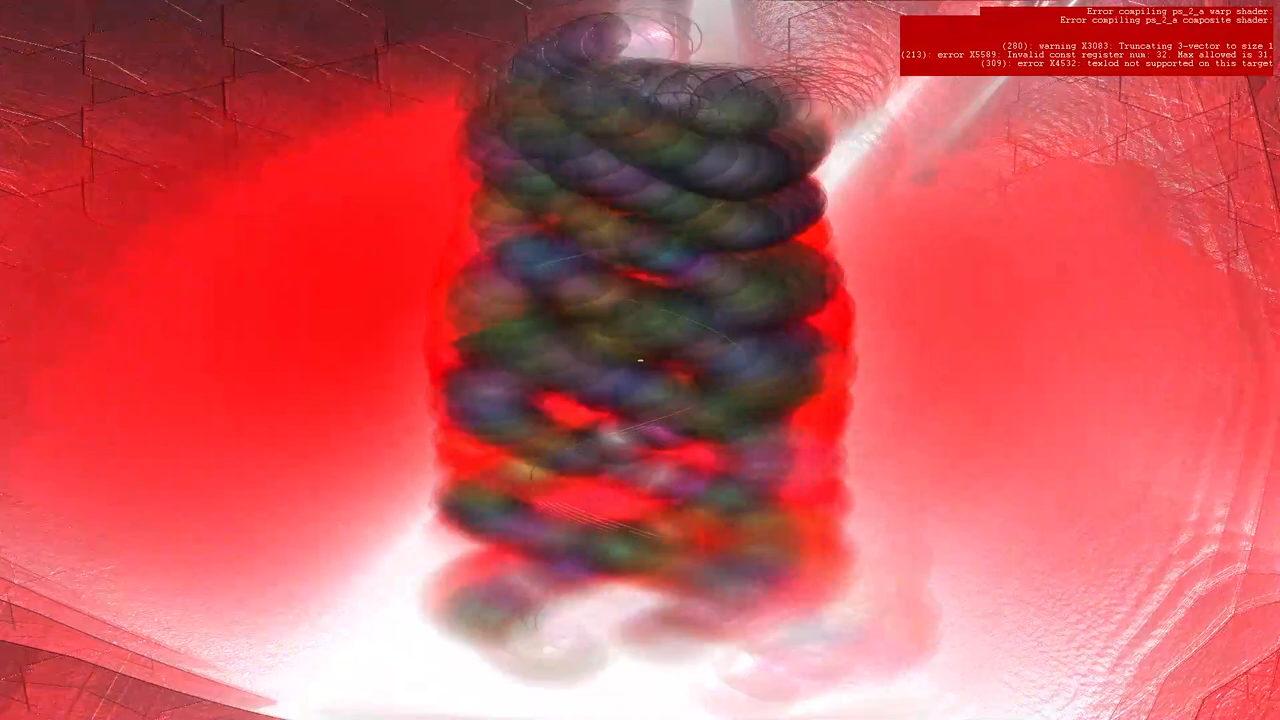 Error compiling ps_2_a warp shader:
Error compiling ps_2_a composite shader:
(280): warning X3083: Truncating 3-vector to size 1
(213): error X5589: Invalid const register num: 32. Max allowed is 31.
(309): error X4532: texlod not supported on this target